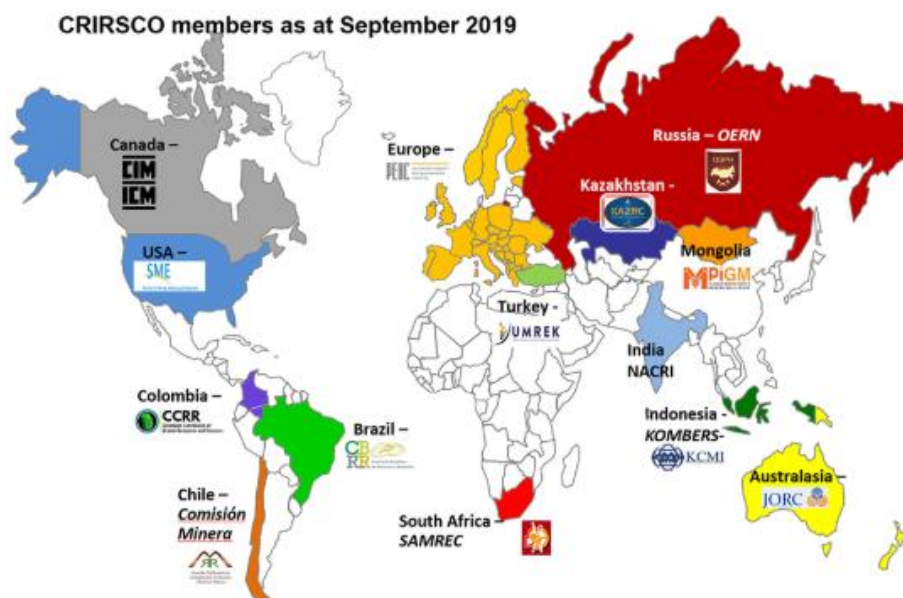 CRIRSCO members as at September 2019
Canada –
CIM
ICM
USA –
SME
Europe –
PERC
Russia – OERN
Kazakhstan -
KAZRC
Mongolia
MPIGM
Turkey -
UMREK
India
NACRI
Colombia –
CCRR
Brazil –
CBRR
Indonesia -
KOMBERS-
KCMI
Chile –
Comisión
Minera
South Africa –
SAMREC
Australasia –
JORC